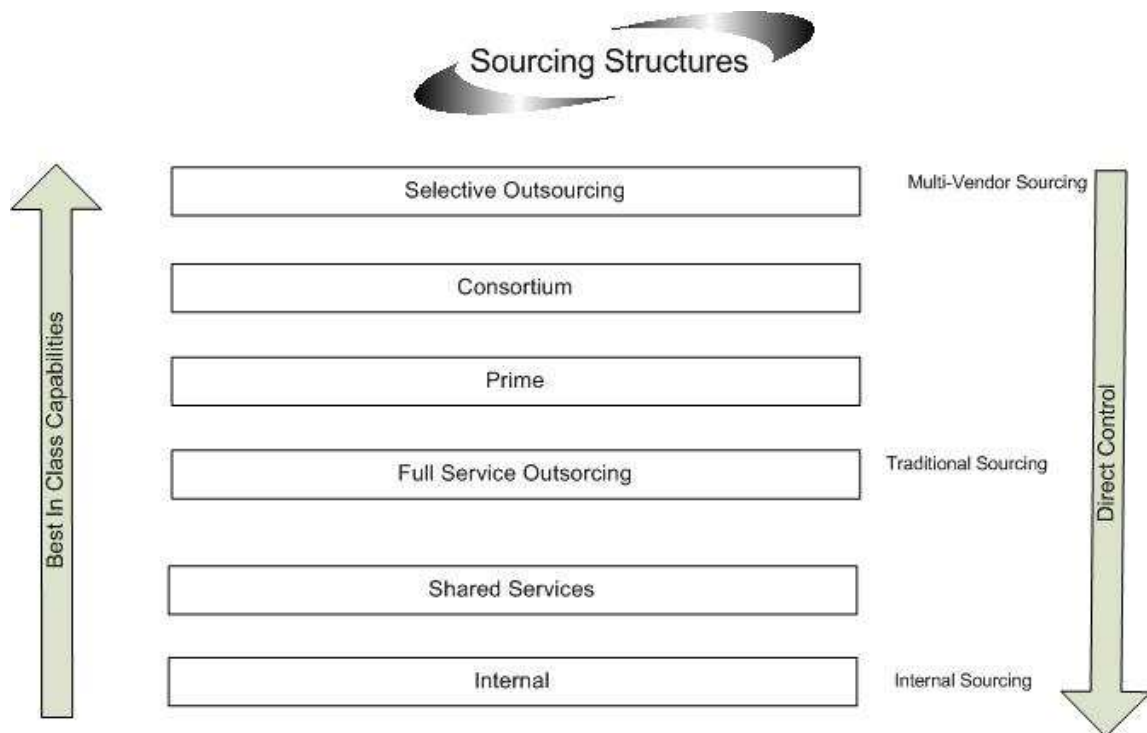 Sourcing Structures
Selective Outsourcing
Multi-Vendor Sourcing
Consortium
Prime
Full Service Outsorcing
Traditional Sourcing
Shared Services
Internal
Internal Sourcing
Best In Class Capabilities
Direct Control